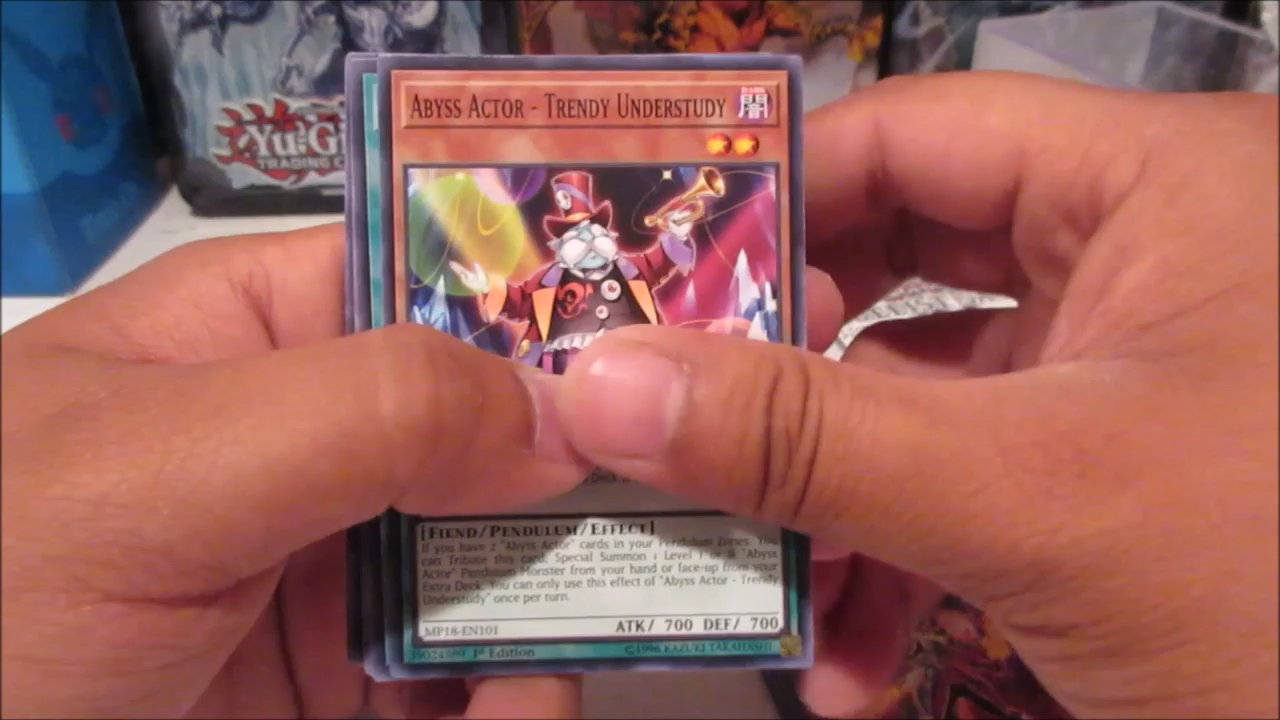 Yu-Gi
TRADING C
ABYSS ACTOR - TRENDY UNDERSTUDY
DARK
闇
[FIEND/PENDULUM/EFFECT]
If you have 2 "Abyss Actor" cards in your Pendulum Zones: You
can Tribute this card; Special Summon 1 Level 7 or 8 "Abyss
Actor" Pendulum Monster from your hand or face-up from your
Extra Deck. You can only use this effect of "Abyss Actor - Trendy
Understudy" once per turn.
MP18-EN101
ATK/ 700 DEF/ 700
1st Edition
©1996 KAZUKI TAKAHASHI